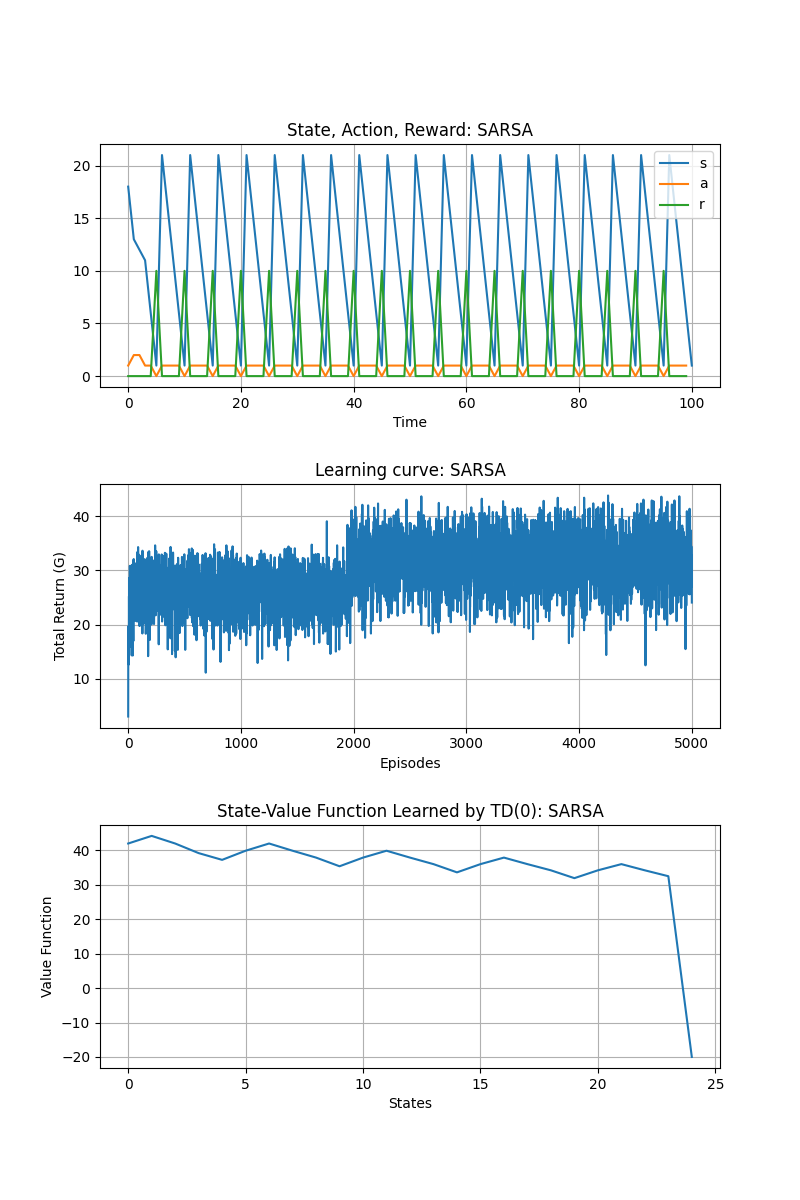 State, Action, Reward: SARSA
20
15
10
5
0
s
a
r
0 20 40 60 80 100
Time
Learning curve: SARSA
Total Return (G)
40
30
20
10
0 1000 2000 3000 4000 5000
Episodes
State-Value Function Learned by TD(0): SARSA
Value Function
40
30
20
10
0
−10
−20
0 5 10 15 20 25
States